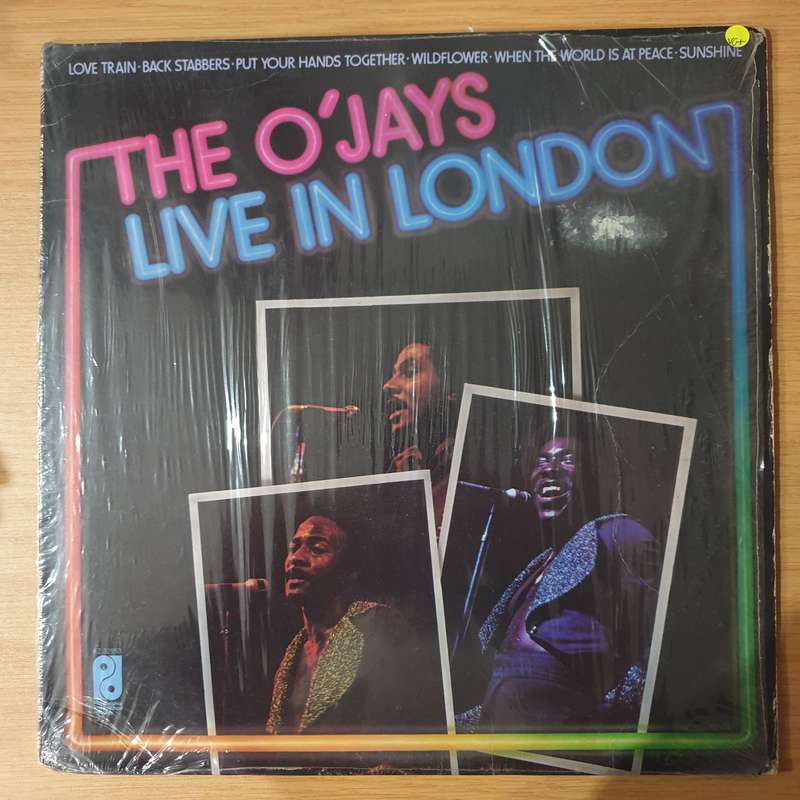 LOVE TRAIN · BACK STABBERS · PUT YOUR HANDS TOGETHER · WILDFLOWER · WHEN THE WORLD IS AT PEACE · SUNSHINE
VG+
THE O'JAYS
LIVE IN LONDON